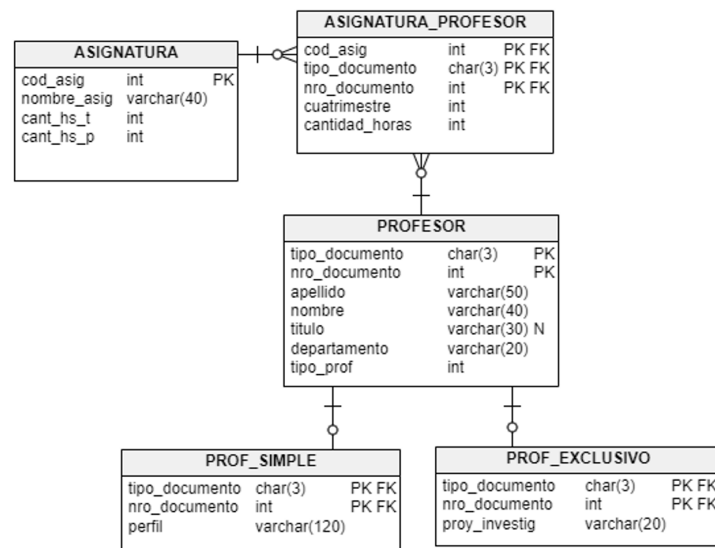 ASIGNATURA
cod_asig int PK
nombre_asig varchar(40)
cant_hs_t int
cant_hs_p int
ASIGNATURA_PROFESOR
cod_asig int PK FK
tipo_documento char(3) PK FK
nro_documento int PK FK
cuatrimestre int
cantidad_horas int
PROFESOR
tipo_documento char(3) PK
nro_documento int PK
apellido varchar(50)
nombre varchar(40)
titulo varchar(30) N
departamento varchar(20)
tipo_prof int
PROF_SIMPLE
tipo_documento char(3) PK FK
nro_documento int PK FK
perfil varchar(120)
PROF_EXCLUSIVO
tipo_documento char(3) PK FK
nro_documento int PK FK
proy_investig varchar(20)